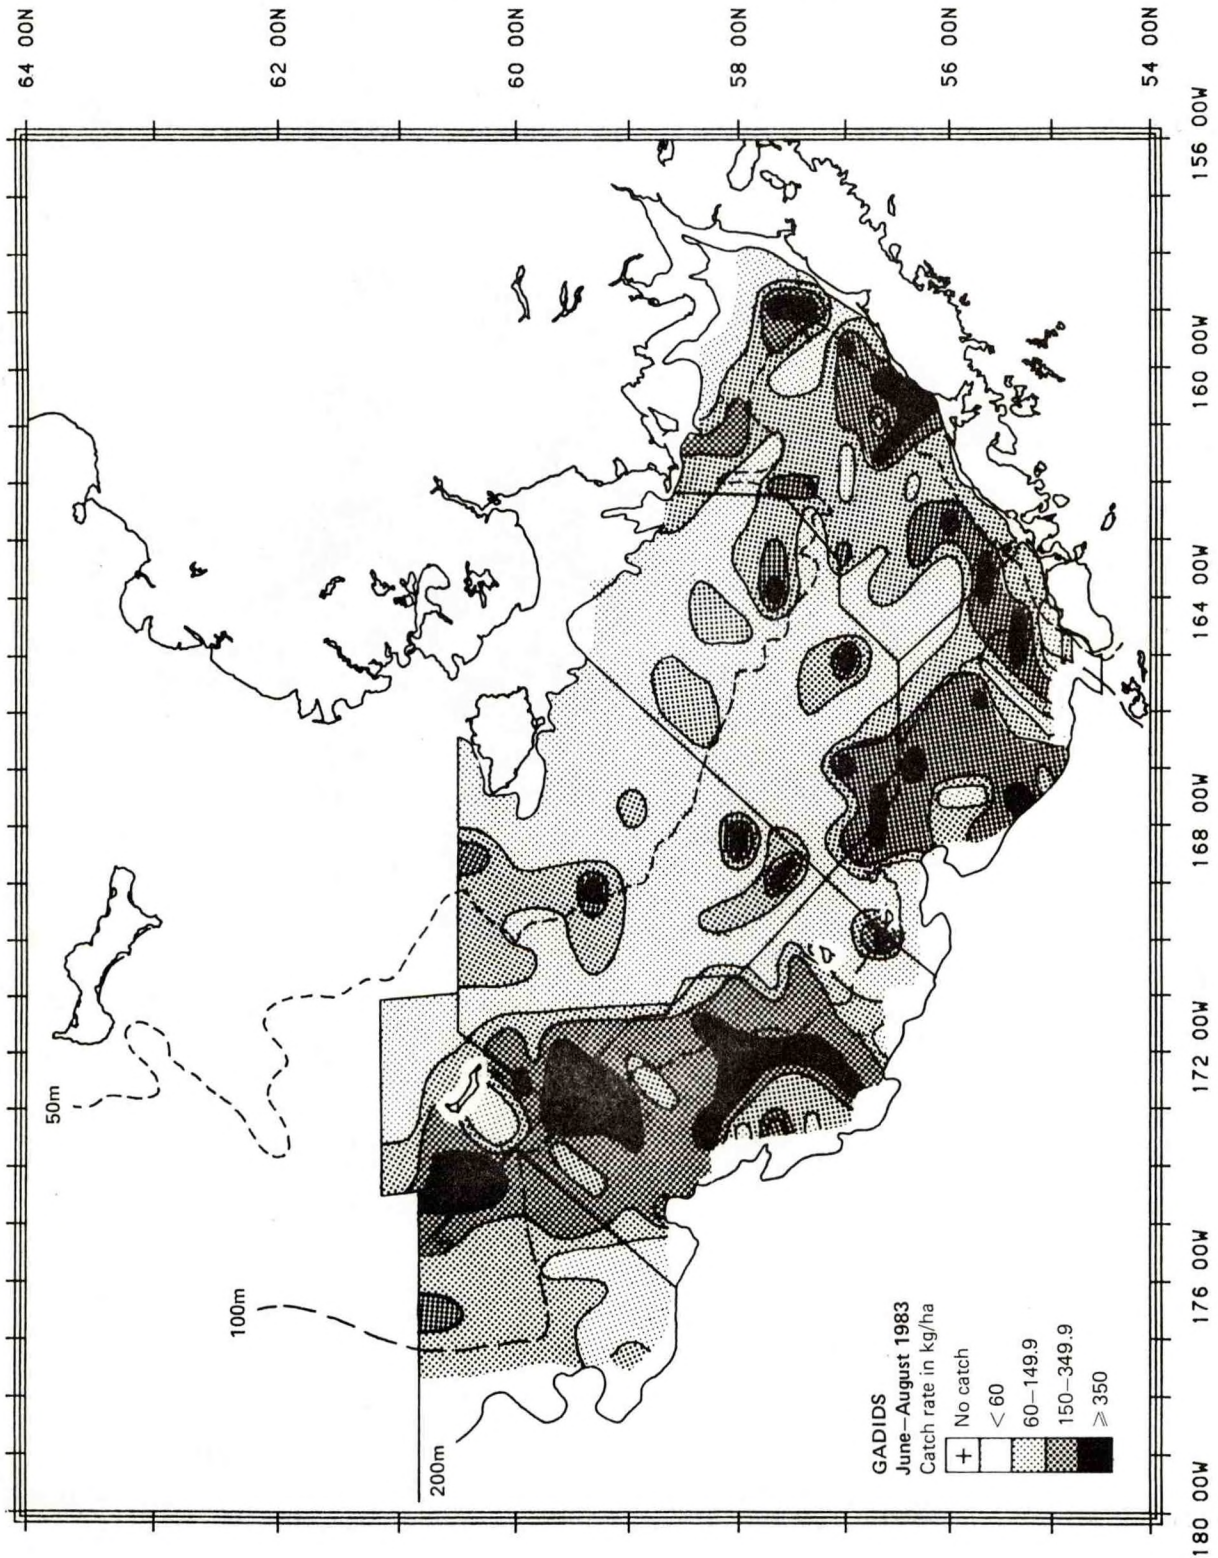 64 00N
62 00N
60 00N
58 00N
56 00N
54 00N
156 00W
160 00W
164 00W
168 00W
172 00W
176 00W
180 00W
50m
100m
200m
GADIDS
June–August 1983
Catch rate in kg/ha
+ No catch
< 60
60–149.9
150–349.9
≥ 350